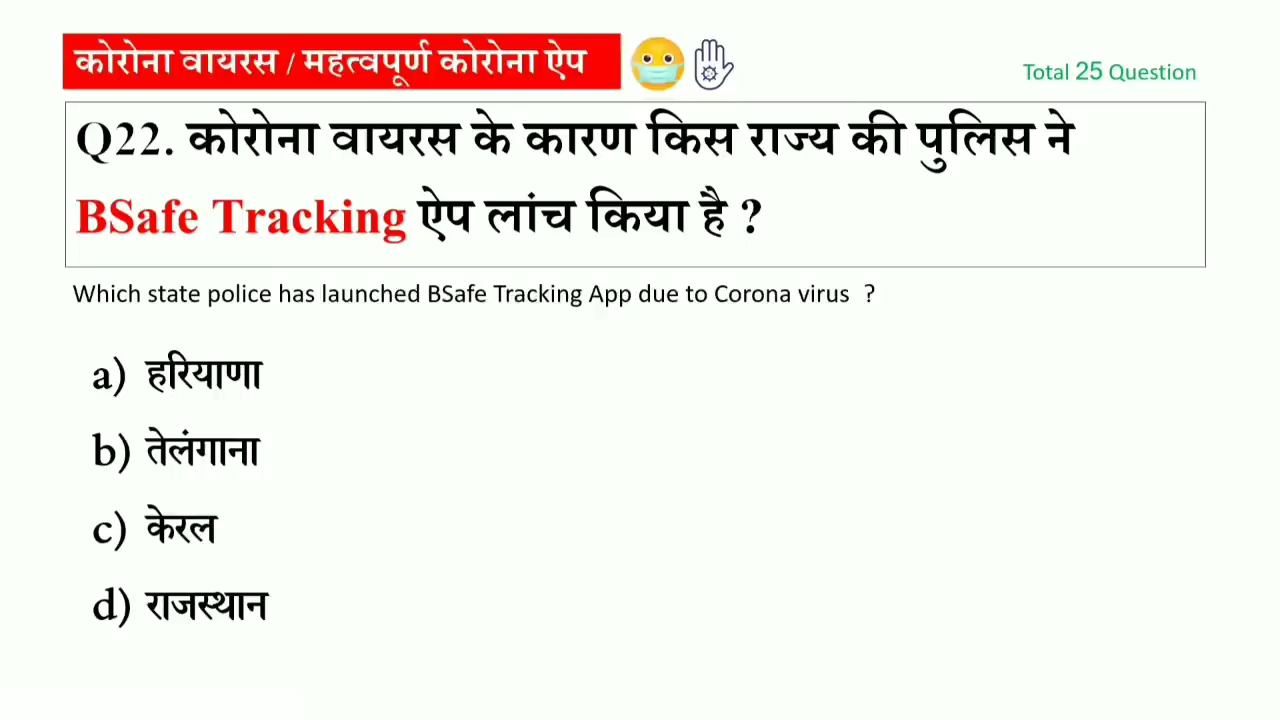 कोरोना वायरस / महत्वपूर्ण कोरोना ऐप
Total 25 Question
Q22. कोरोना वायरस के कारण किस राज्य की पुलिस ने
BSafe Tracking ऐप लांच किया है ?
Which state police has launched BSafe Tracking App due to Corona virus ?
a) हरियाणा
b) तेलंगाना
c) केरल
d) राजस्थान